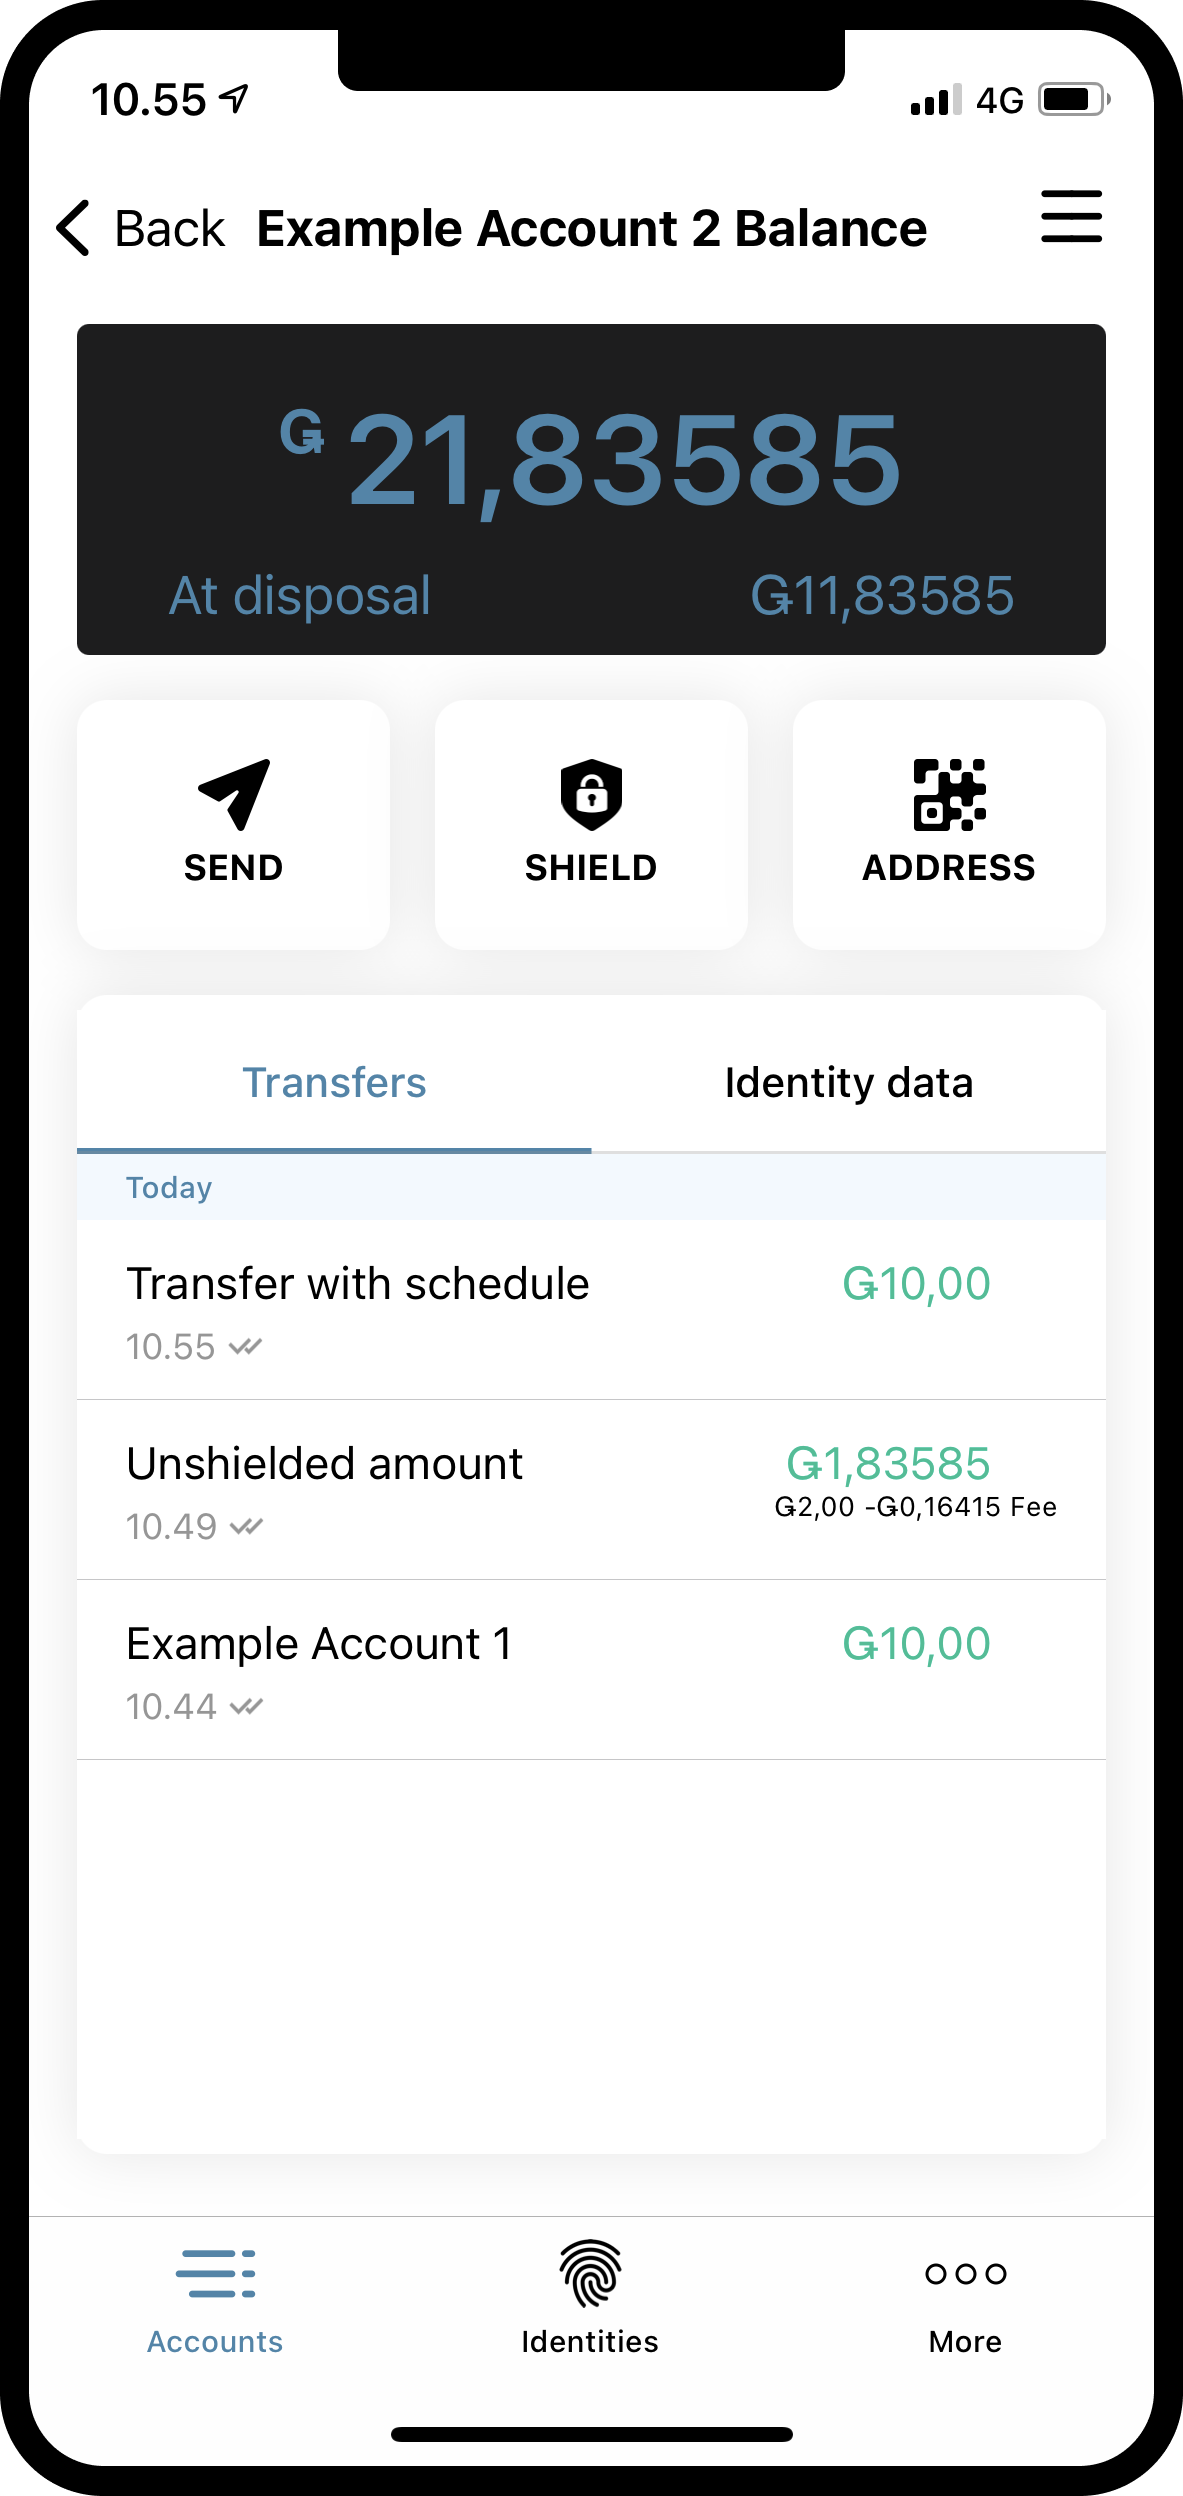 10.55 4G
Back Example Account 2 Balance
Ǥ 21,83585
At disposal Ǥ11,83585
SEND SHIELD ADDRESS
Transfers Identity data
Today
Transfer with schedule Ǥ10,00
10.55
Unshielded amount Ǥ1,83585
10.49 Ǥ2,00 -Ǥ0,16415 Fee
Example Account 1 Ǥ10,00
10.44
Accounts Identities More